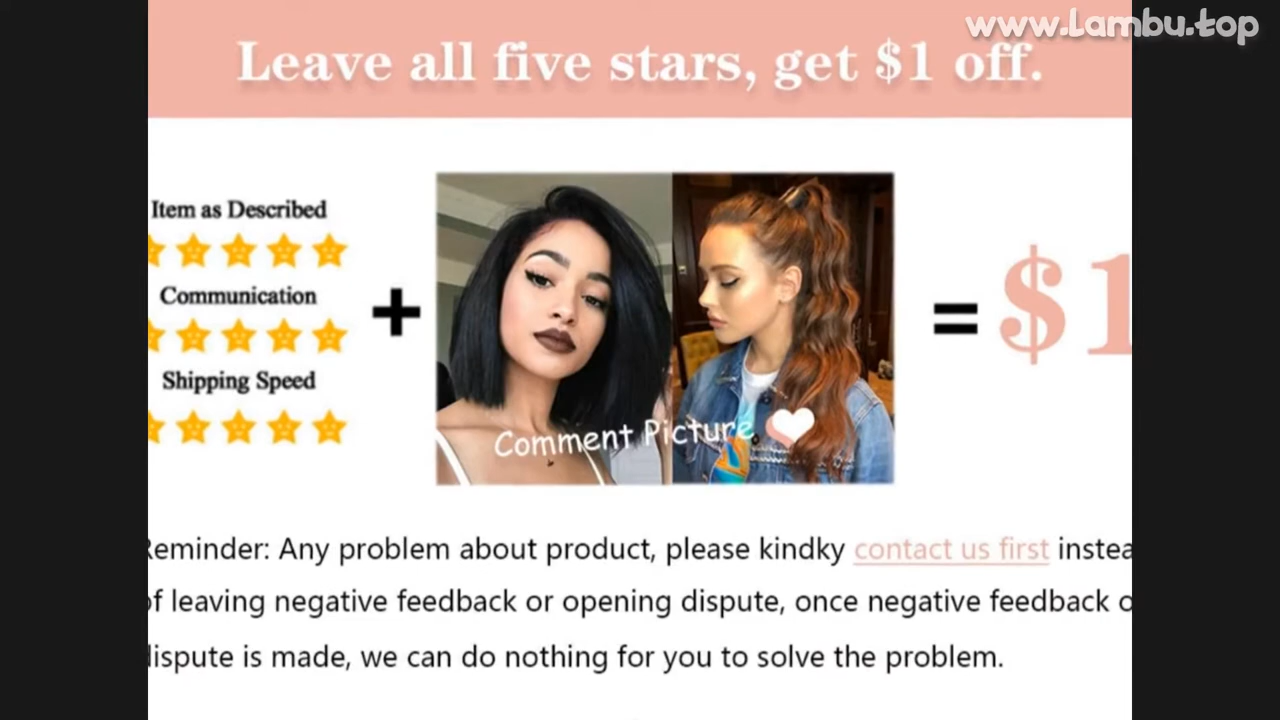 www.Lambu.top
Leave all five stars, get $1 off.
Item as Described
Communication
Shipping Speed
+
Comment Picture
=
$1
Reminder: Any problem about product, please kindky contact us first
of leaving negative feedback or opening dispute, once negative feedback
dispute is made, we can do nothing for you to solve the problem.